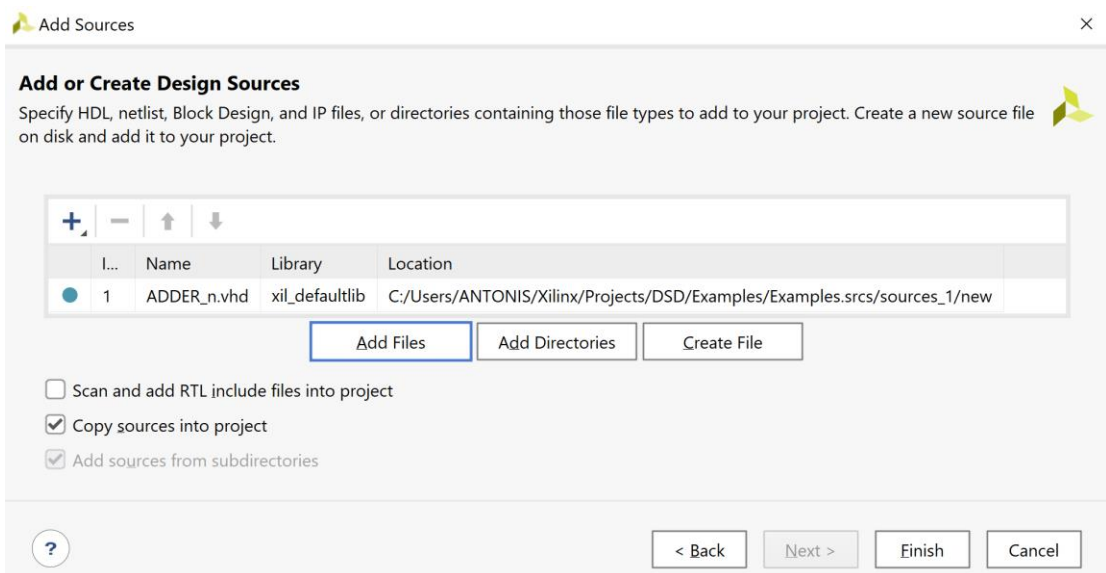 Add Sources
Add or Create Design Sources
Specify HDL, netlist, Block Design, and IP files, or directories containing those file types to add to your project. Create a new source file
on disk and add it to your project.
I... Name Library Location
1 ADDER_n.vhd xil_defaultlib C:/Users/ANTONIS/Xilinx/Projects/DSD/Examples/Examples.srcs/sources_1/new
Add Files Add Directories Create File
Scan and add RTL include files into project
Copy sources into project
Add sources from subdirectories
? < Back Next > Finish Cancel